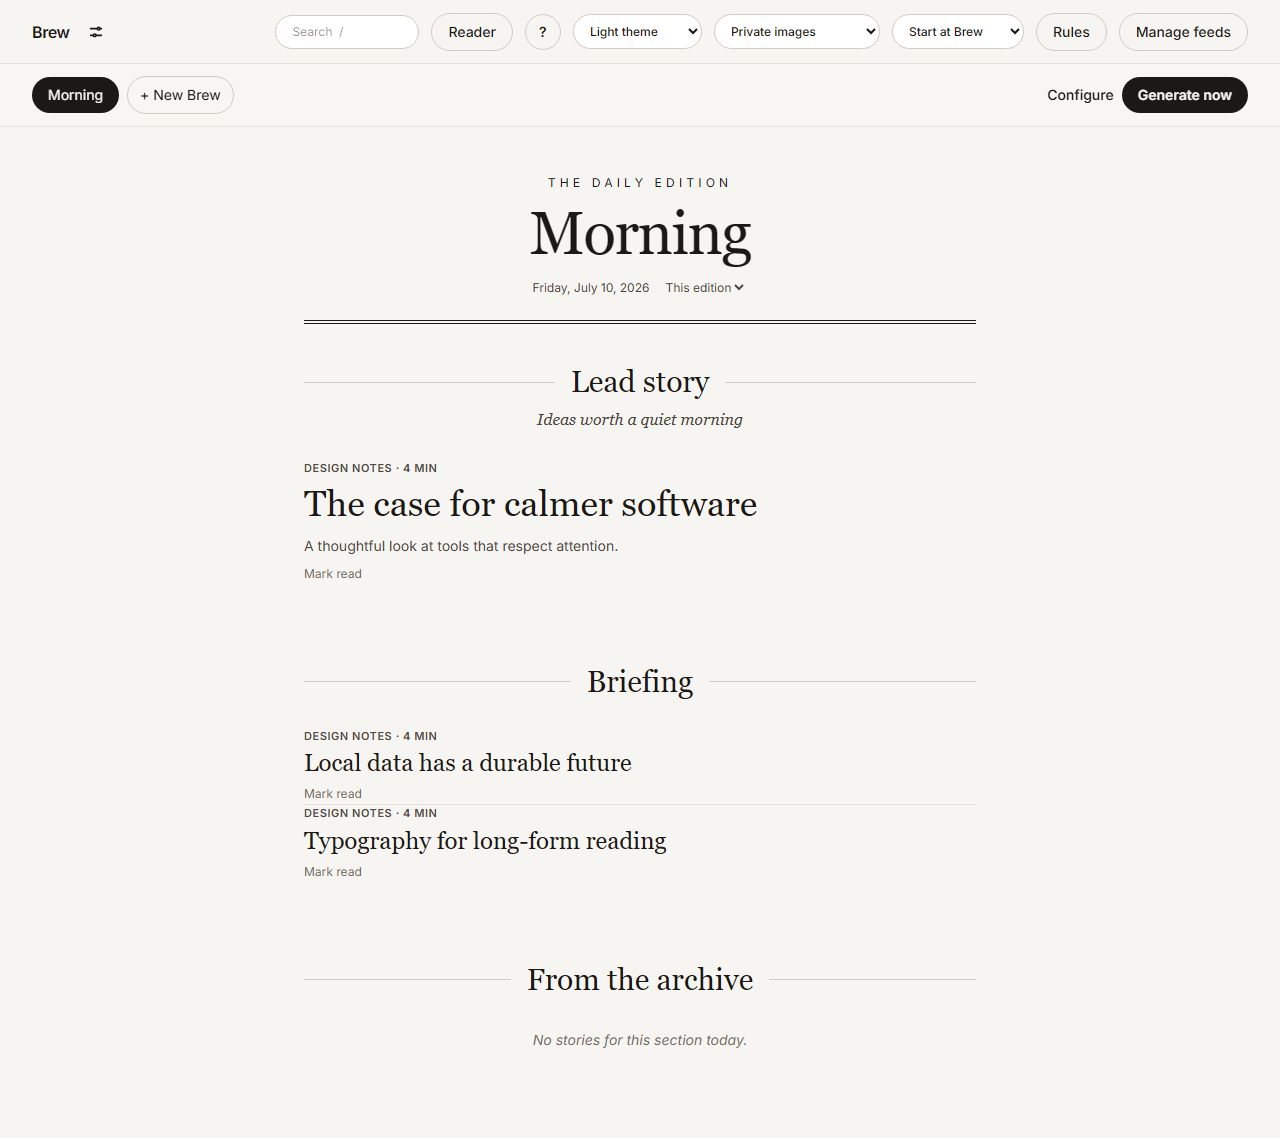 Brew
Search /
Reader
?
Light theme
Private images
Start at Brew
Rules
Manage feeds
Morning
+ New Brew
Configure
Generate now
THE DAILY EDITION
Morning
Friday, July 10, 2026
This edition
Lead story
Ideas worth a quiet morning
DESIGN NOTES · 4 MIN
The case for calmer software
A thoughtful look at tools that respect attention.
Mark read
Briefing
DESIGN NOTES · 4 MIN
Local data has a durable future
Mark read
DESIGN NOTES · 4 MIN
Typography for long-form reading
Mark read
From the archive
No stories for this section today.